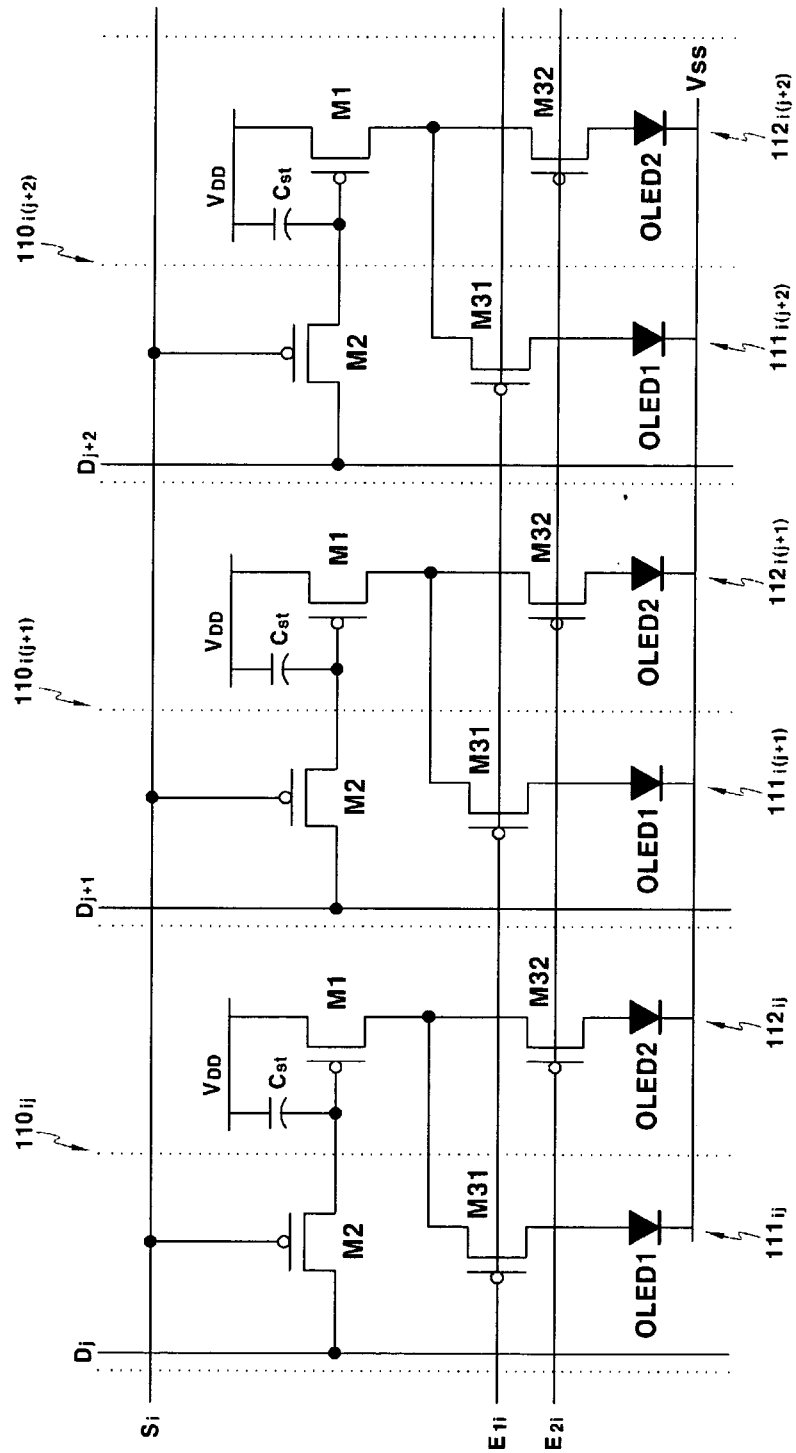 110i(j+2)
110i(j+1)
110ij
Si
Dj+2
Dj+1
Dj
VDD
Cst
M1
M2
VDD
Cst
M1
M2
VDD
Cst
M1
M2
M31
M32
M31
M32
M31
M32
E1i
E2i
OLED1
OLED2
OLED1
OLED2
OLED1
OLED2
Vss
111ij
112ij
111i(j+1)
112i(j+1)
111i(j+2)
112i(j+2)